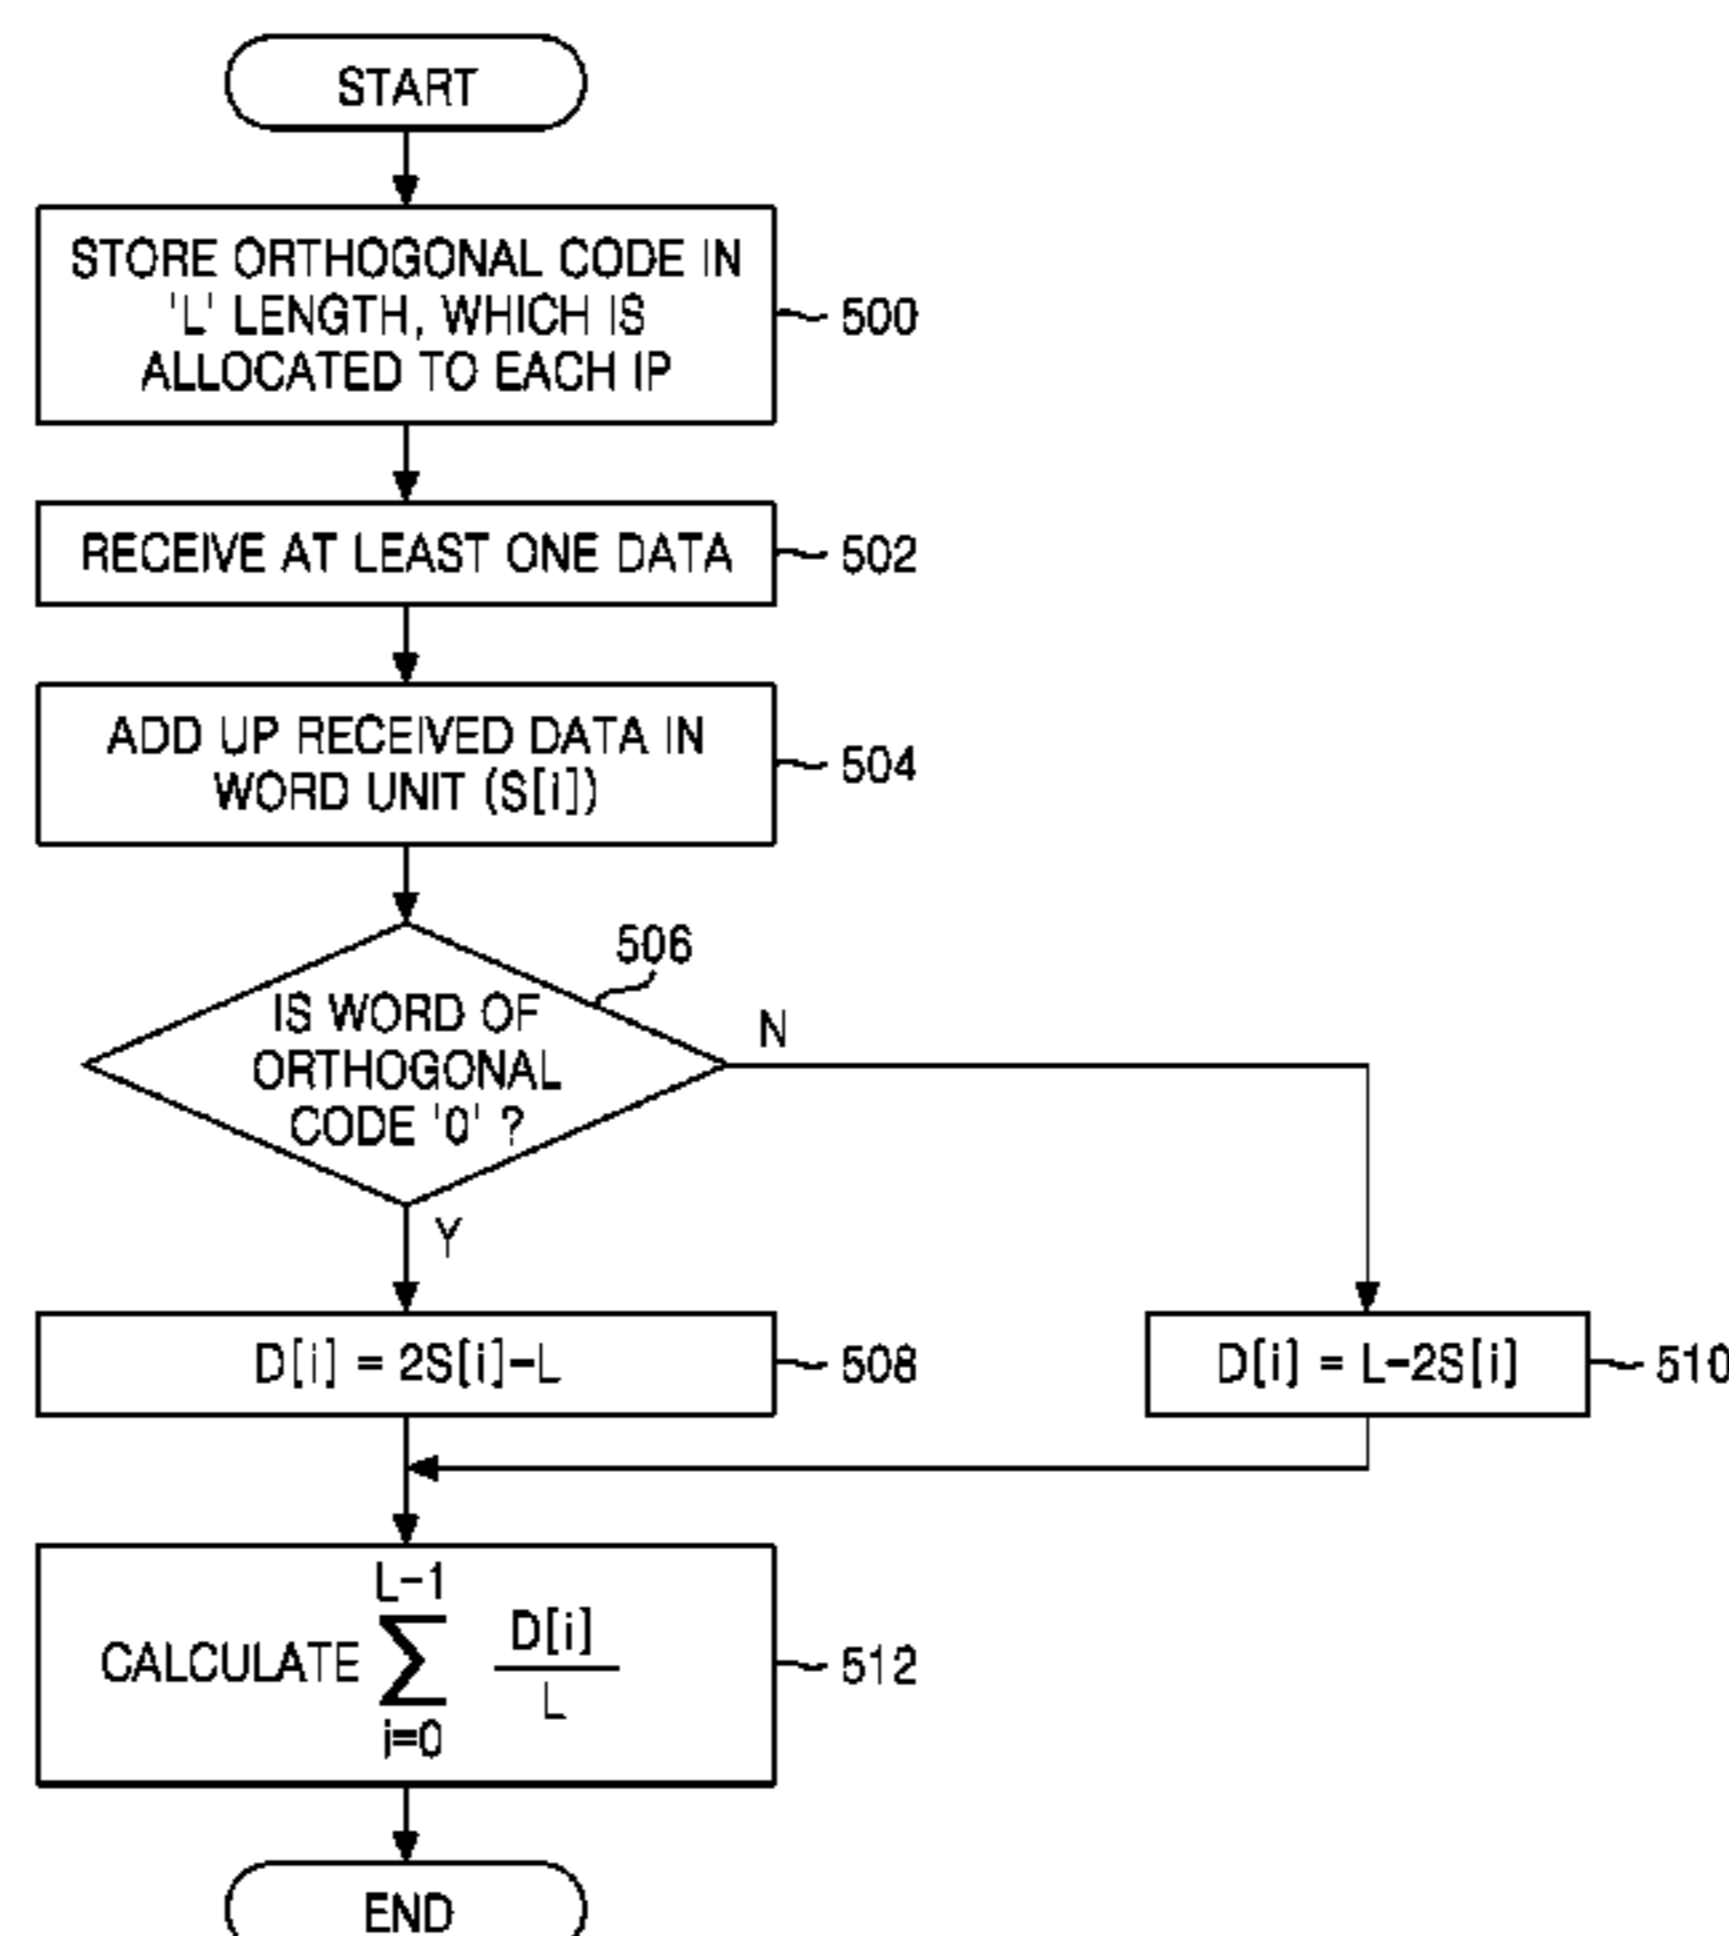 START
STORE ORTHOGONAL CODE IN
'L' LENGTH, WHICH IS
ALLOCATED TO EACH IP
500
RECEIVE AT LEAST ONE DATA
502
ADD UP RECEIVED DATA IN
WORD UNIT (S[i])
504
506
IS WORD OF
ORTHOGONAL
CODE '0' ?
N
Y
D[i] = 2S[i]-L
508
D[i] = L-2S[i]
510
L-1
CALCULATE ∑ D[i]
L
i=0
512
END